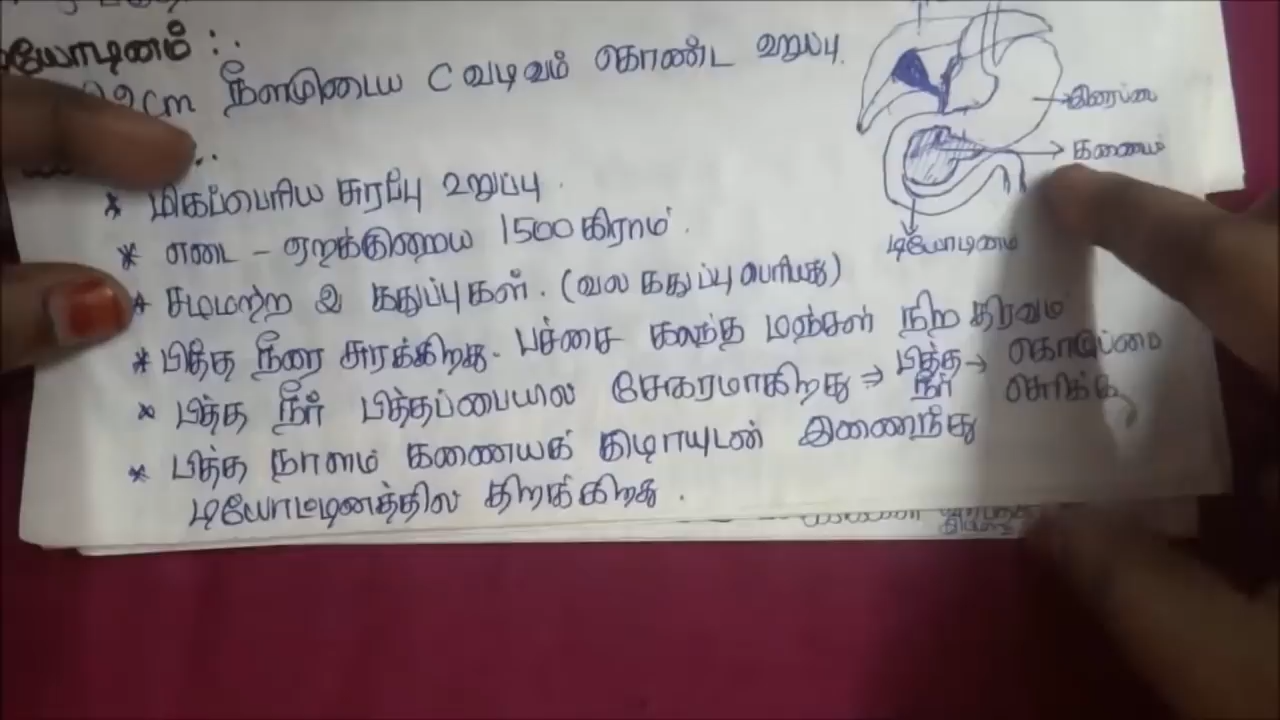 டியோடினம் :.
22cm நீளமுடைய C வடிவம் கொண்ட உறுப்பு.
* மிகப்பெரிய சுரப்பு உறுப்பு.
* எடை - ஏறக்குறைய 1500 கிராம்.
* சமமற்ற 2 கதுப்புகள். (வல கதுப்பு பெரியது)
* பித்த நீரை சுரக்கிறது. பச்சை கலந்த மஞ்சள் நிற திரவம்
* பித்த நீர் பித்தப்பையில் சேகரமாகிறது ⇒ பித்த நீர் → கொழுப்பை செரிக்க
* பித்த நாளம் கணையக் குழாயுடன் இணைந்து
டியோடினத்தில் திறக்கிறது.
இரைப்பை
கணையம்
டியோடினம்